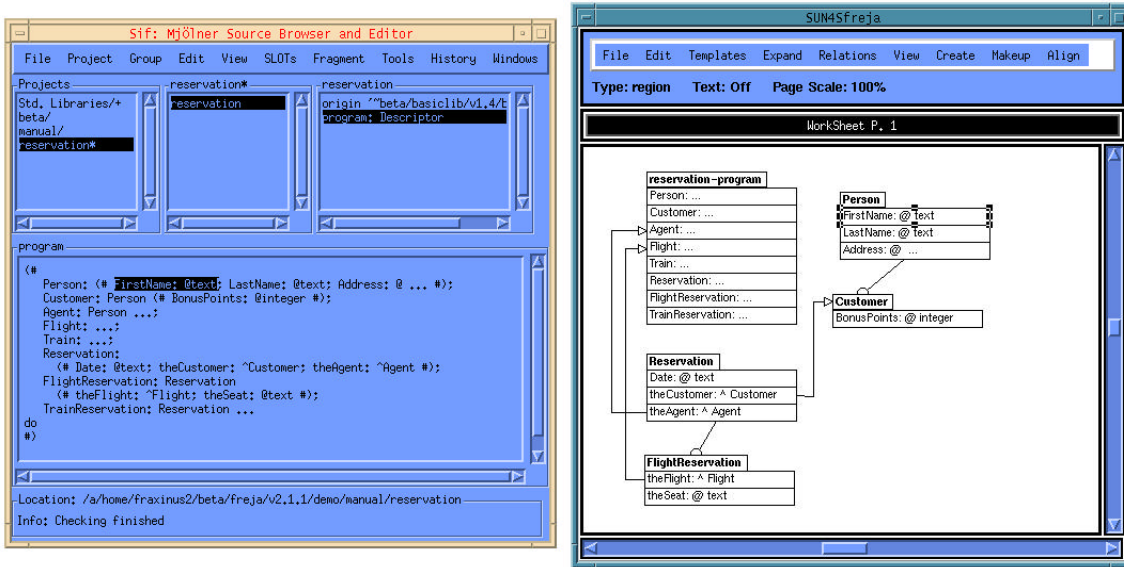 Sif: Mjölner Source Browser and Editor
File Project Group Edit View SLOTs Fragment Tools History Windows
Projects
Std. Libraries/+
beta/
manual/
reservation*
reservation*
reservation
reservation
origin '~beta/basiclib/v1.4/b
program: Descriptor
program
(#
Person: (# FirstName: @text; LastName: @text; Address: @ ... #);
Customer: Person (# BonusPoints: @integer #);
Agent: Person ...;
Flight: ...;
Train: ...;
Reservation:
(# Date: @text; theCustomer: ^Customer; theAgent: ^Agent #);
FlightReservation: Reservation
(# theFlight: ^Flight; theSeat: @text #);
TrainReservation: Reservation ...
do
#)
Location: /a/home/fraxinus2/beta/freja/v2.1.1/demo/manual/reservation
Info: Checking finished
SUN4Sfreja
File Edit Templates Expand Relations View Create Makeup Align
Type: region Text: Off Page Scale: 100%
WorkSheet P. 1
reservation-program
Person: ...
Customer: ...
Agent: ...
Flight: ...
Train: ...
Reservation: ...
FlightReservation: ...
TrainReservation: ...
Person
FirstName: @ text
LastName: @ text
Address: @ ...
Customer
BonusPoints: @ integer
Reservation
Date: @ text
theCustomer: ^ Customer
theAgent: ^ Agent
FlightReservation
theFlight: ^ Flight
theSeat: @ text